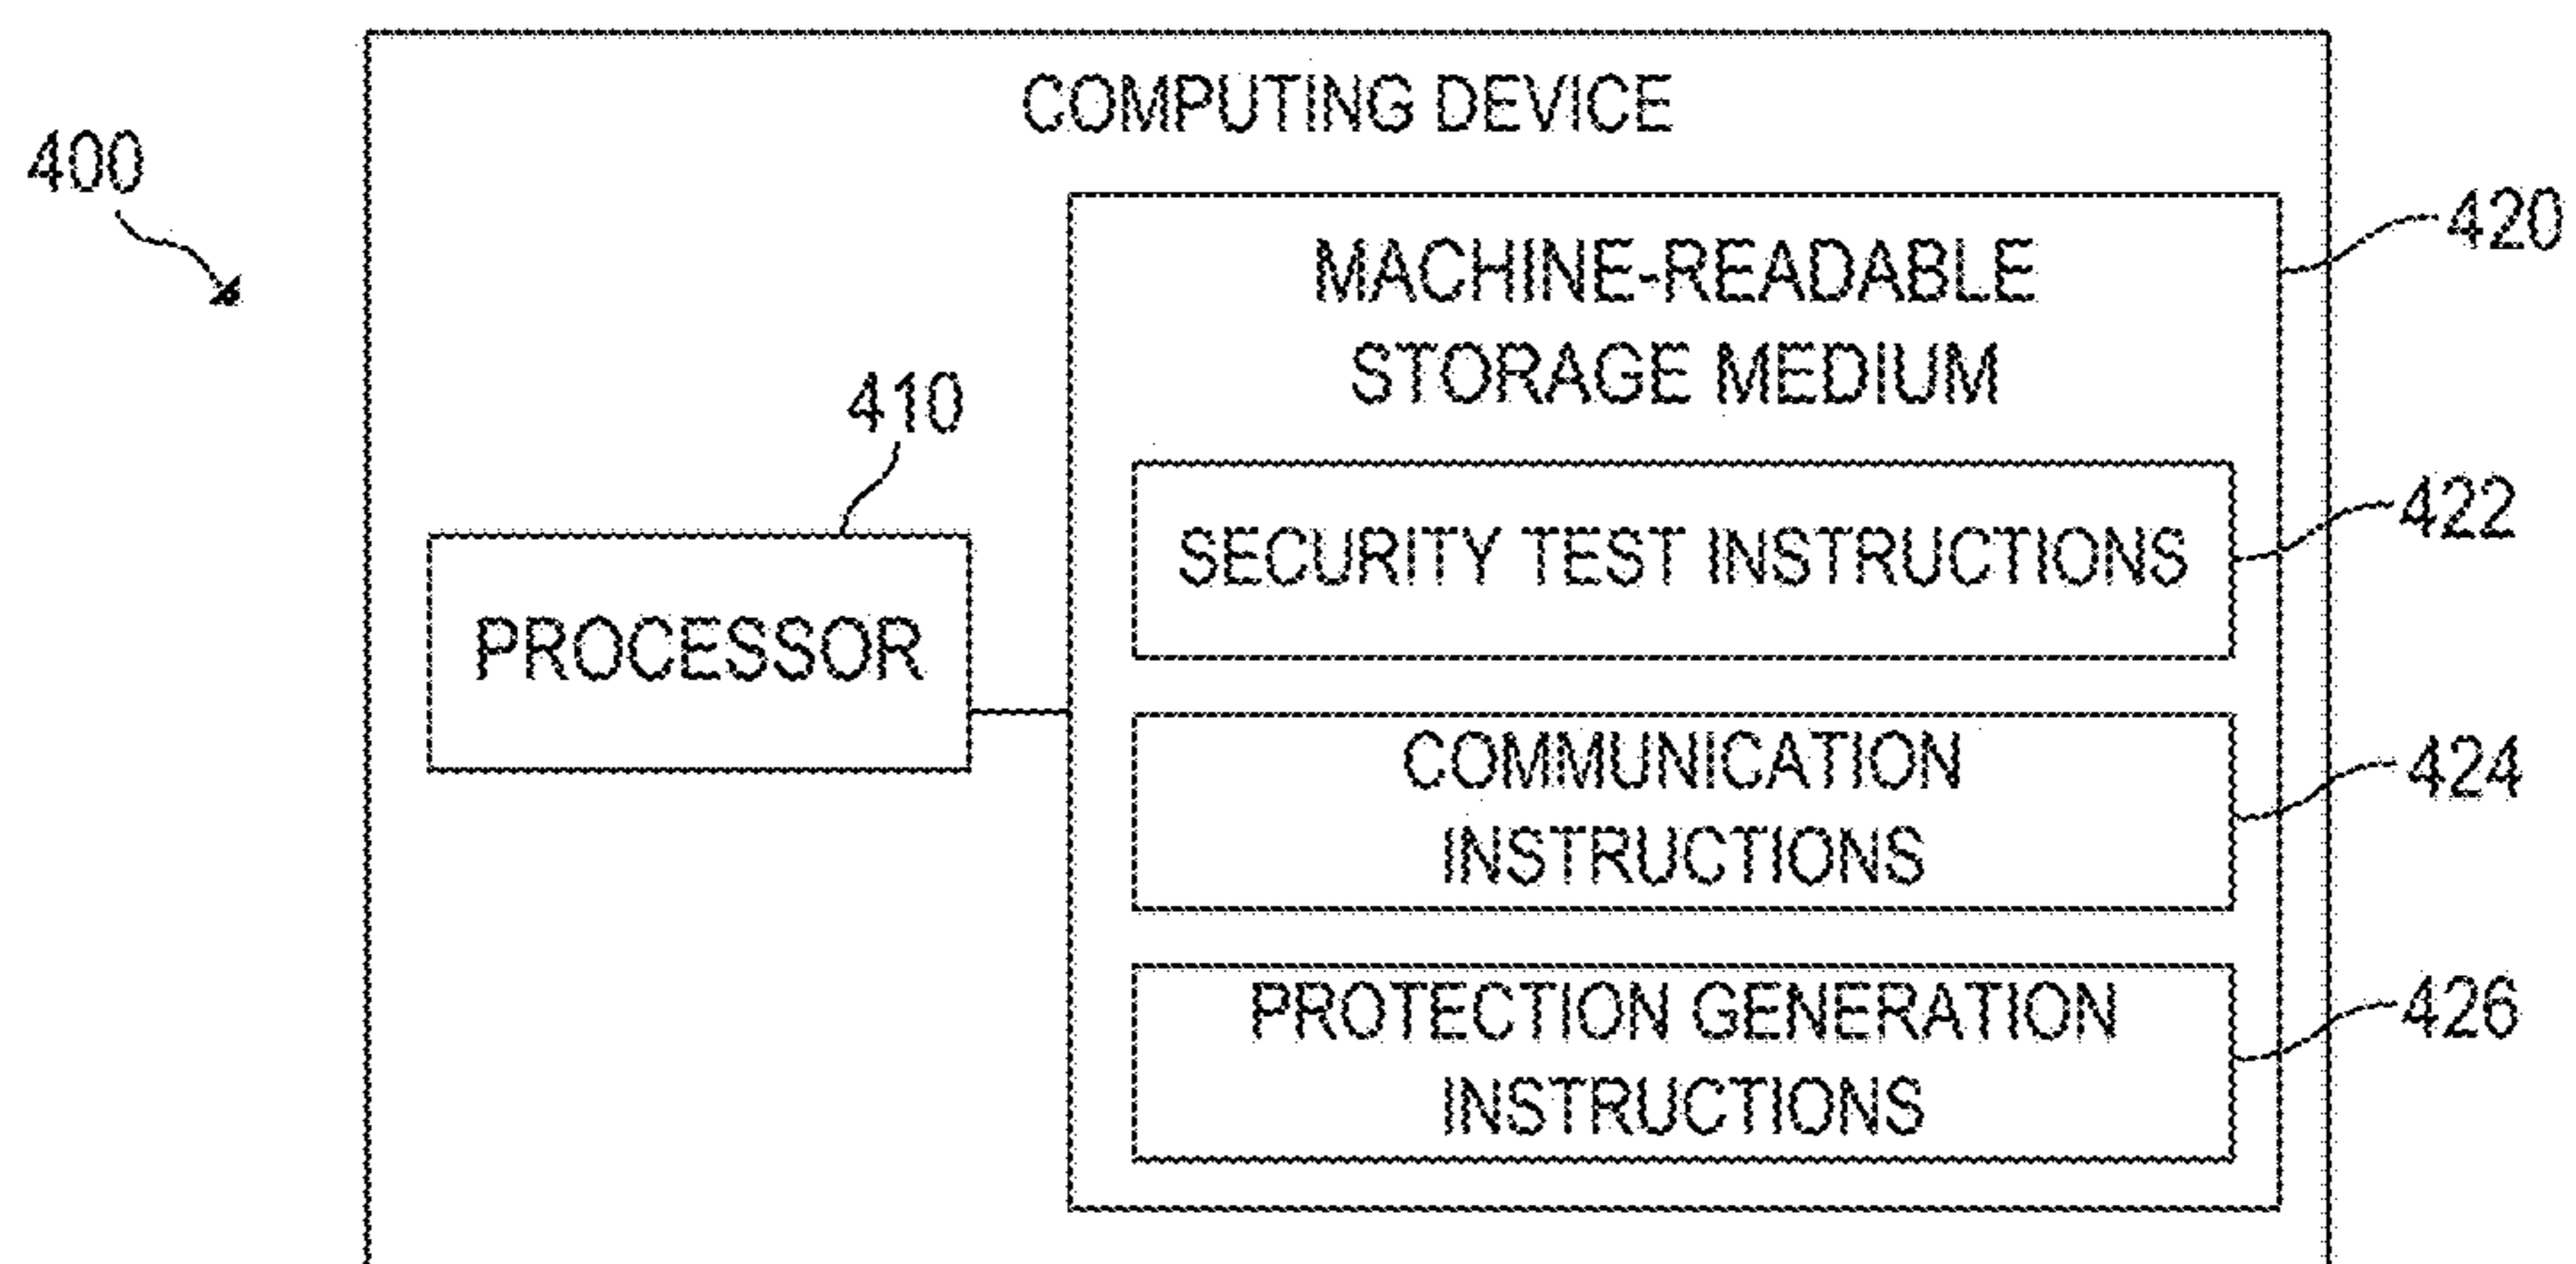 COMPUTING DEVICE
400
MACHINE-READABLE
STORAGE MEDIUM
420
410
PROCESSOR
SECURITY TEST INSTRUCTIONS
422
COMMUNICATION
INSTRUCTIONS
424
PROTECTION GENERATION
INSTRUCTIONS
426